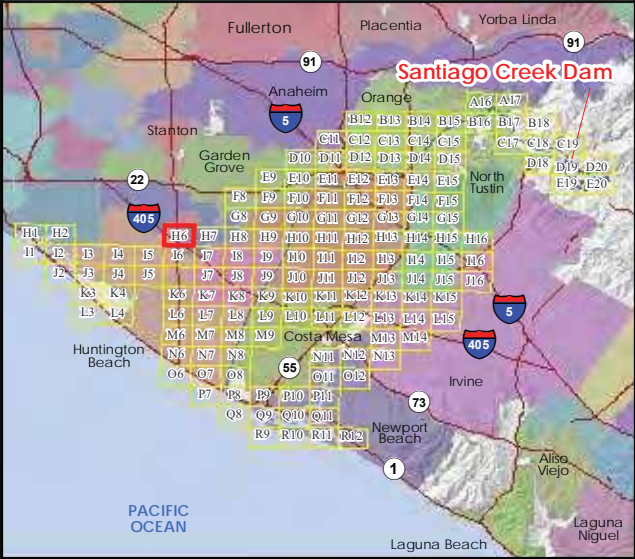 Fullerton
Placentia
Yorba Linda
91
91
Santiago Creek Dam
Anaheim
Orange
A16 A17
5
B12 B13 B14 B15 B16 B17 B18
Stanton
C11 C12 C13 C14 C15 C17 C18 C19
Garden
Grove
D10 D11 D12 D13 D14 D15 D18 D19 D20
North
Tustin
22
E9 E10 E11 E12 E13 E14 E15 E19 E20
F8 F9 F10 F11 F12 F13 F14 F15
405
G8 G9 G10 G11 G12 G13 G14 G15
H1 H2 H6 H7 H8 H9 H10 H11 H12 H13 H14 H15 H16
I1 I2 I3 I4 I5 I6 I7 I8 I9 I10 I11 I12 I13 I14 I15 I16
J2 J3 J4 J5 J7 J8 J9 J10 J11 J12 J13 J14 J15 J16
K3 K4 K6 K7 K8 K9 K10 K11 K12 K13 K14 K15
5
L3 L4 L6 L7 L8 L9 L10 L11 L12 L13 L14 L15
M6 M7 M8 M9 Costa Mesa M13 M14
405
Huntington
Beach
N6 N7 N8 N11 N12 N13
55
O6 O7 O8 O11 O12
Irvine
P7 P8 P9 P10 P11
73
Q8 Q9 Q10 Q11
Newport
Beach
R9 R10 R11 R12
1
Aliso
Viejo
PACIFIC
OCEAN
Laguna
Niguel
Laguna Beach